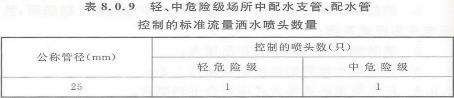 表 8.0.9 轻、中危险级场所中配水支管、配水管
控制的标准流量洒水喷头数量
公称管径(mm)
控制的喷头数(只)
轻危险级
中危险级
25
1
1